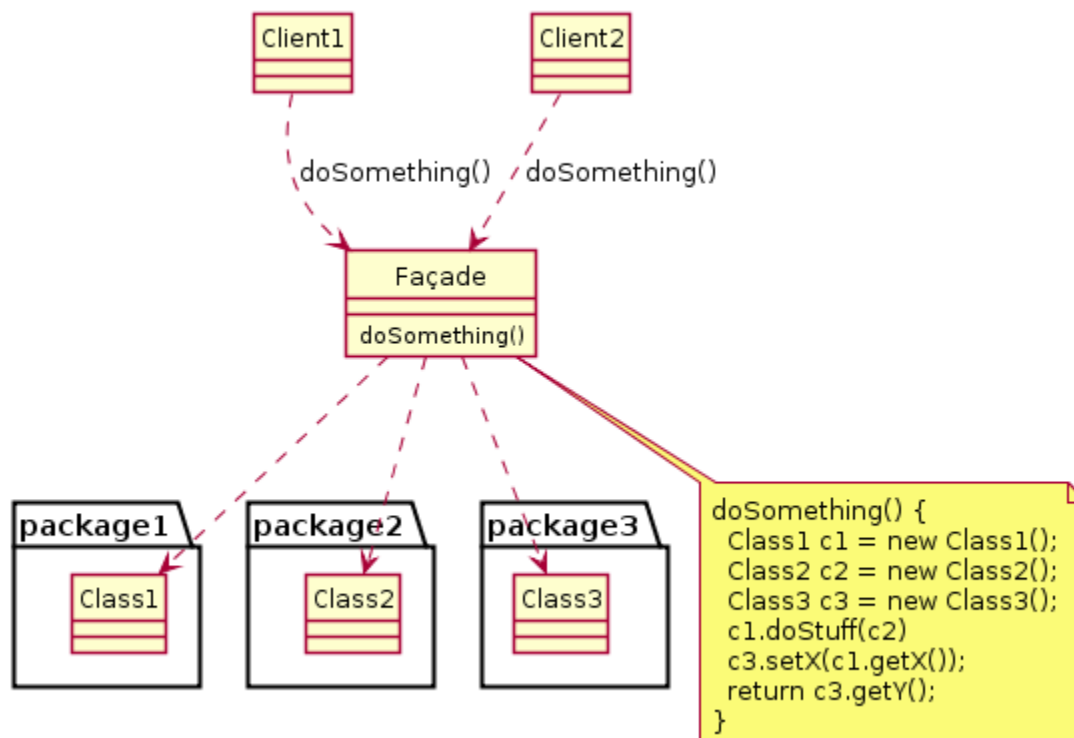 Client1
Client2
doSomething()
doSomething()
Façade
doSomething()
package1
package2
package3
Class1
Class2
Class3
doSomething() {
  Class1 c1 = new Class1();
  Class2 c2 = new Class2();
  Class3 c3 = new Class3();
  c1.doStuff(c2)
  c3.setX(c1.getX());
  return c3.getY();
}